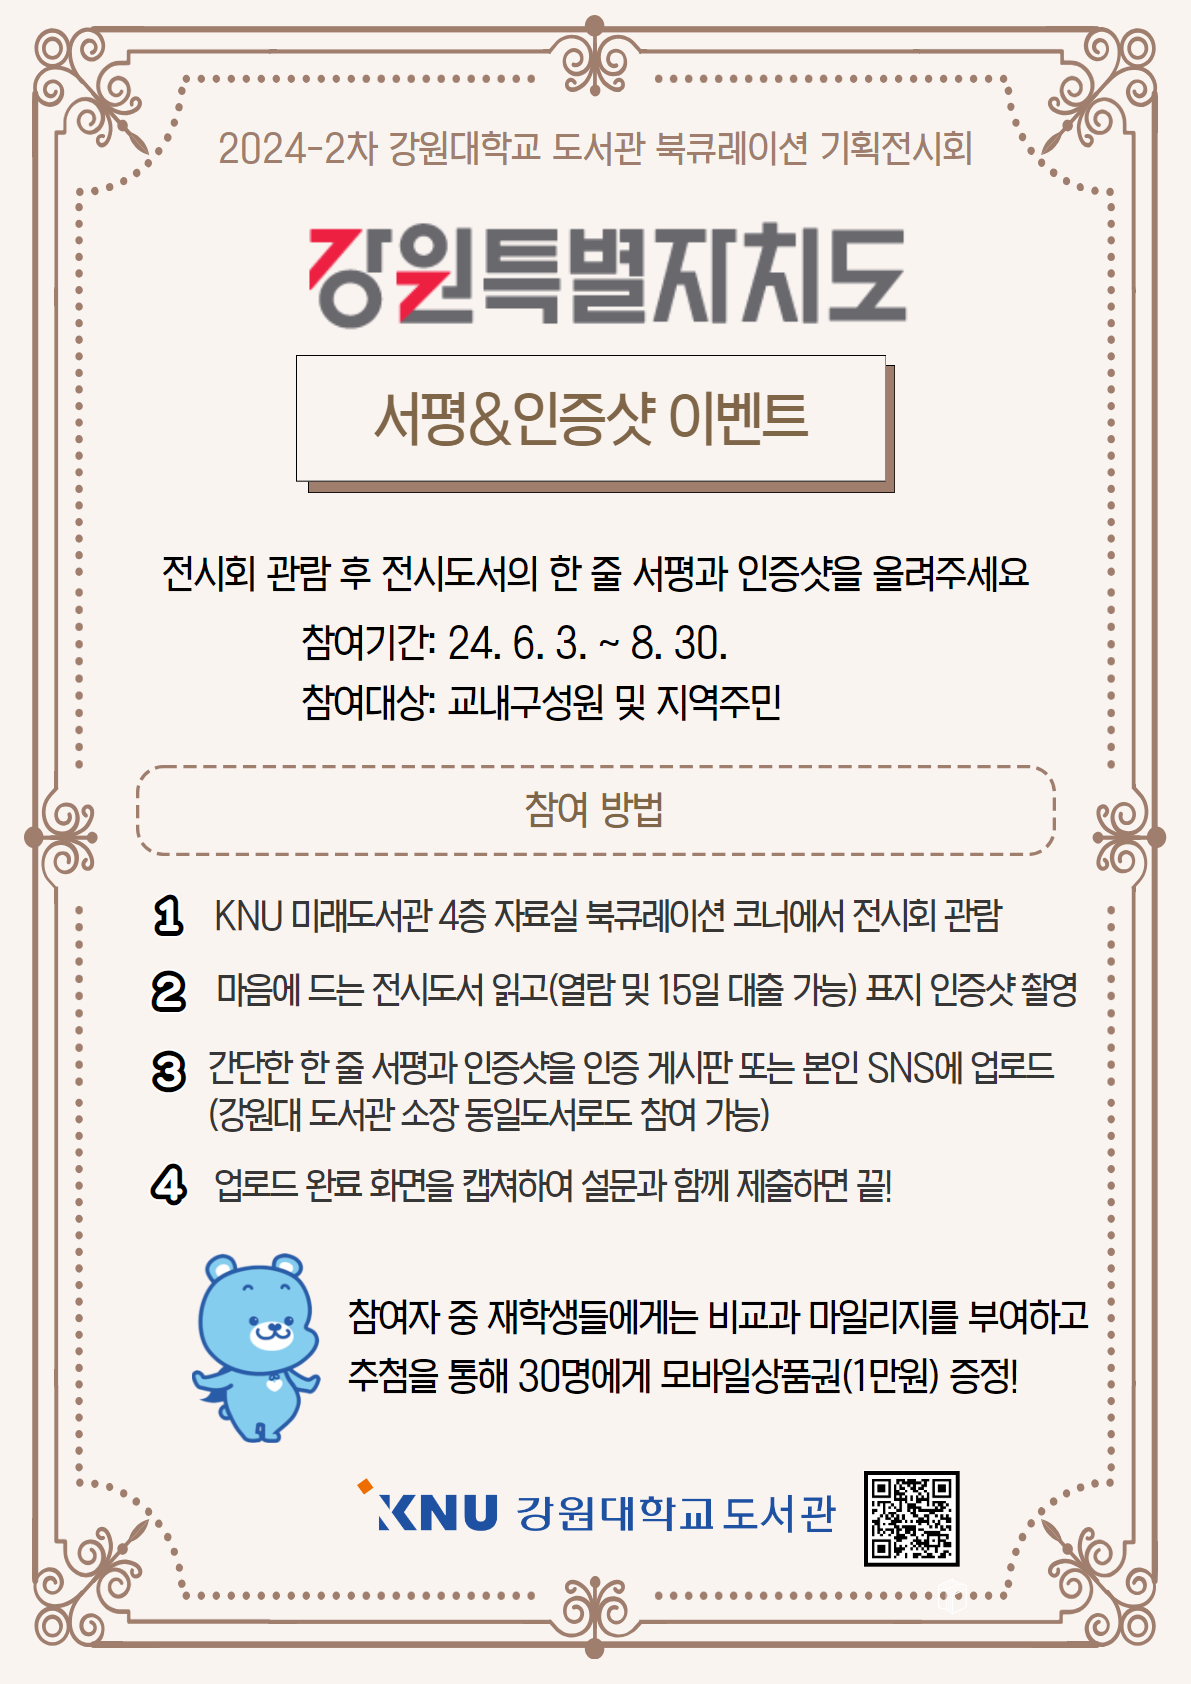 2024-2차 강원대학교 도서관 북큐레이션 기획전시회
강원특별자치도
서평&인증샷 이벤트
전시회 관람 후 전시도서의 한 줄 서평과 인증샷을 올려주세요
참여기간: 24. 6. 3. ~ 8. 30.
참여대상: 교내구성원 및 지역주민
참여 방법
1 KNU 미래도서관 4층 자료실 북큐레이션 코너에서 전시회 관람
2 마음에 드는 전시도서 읽고(열람 및 15일 대출 가능) 표지 인증샷 촬영
3 간단한 한 줄 서평과 인증샷을 인증 게시판 또는 본인 SNS에 업로드
(강원대 도서관 소장 동일도서로도 참여 가능)
4 업로드 완료 화면을 캡쳐하여 설문과 함께 제출하면 끝!
참여자 중 재학생들에게는 비교과 마일리지를 부여하고
추첨을 통해 30명에게 모바일상품권(1만원) 증정!
KNU 강원대학교도서관